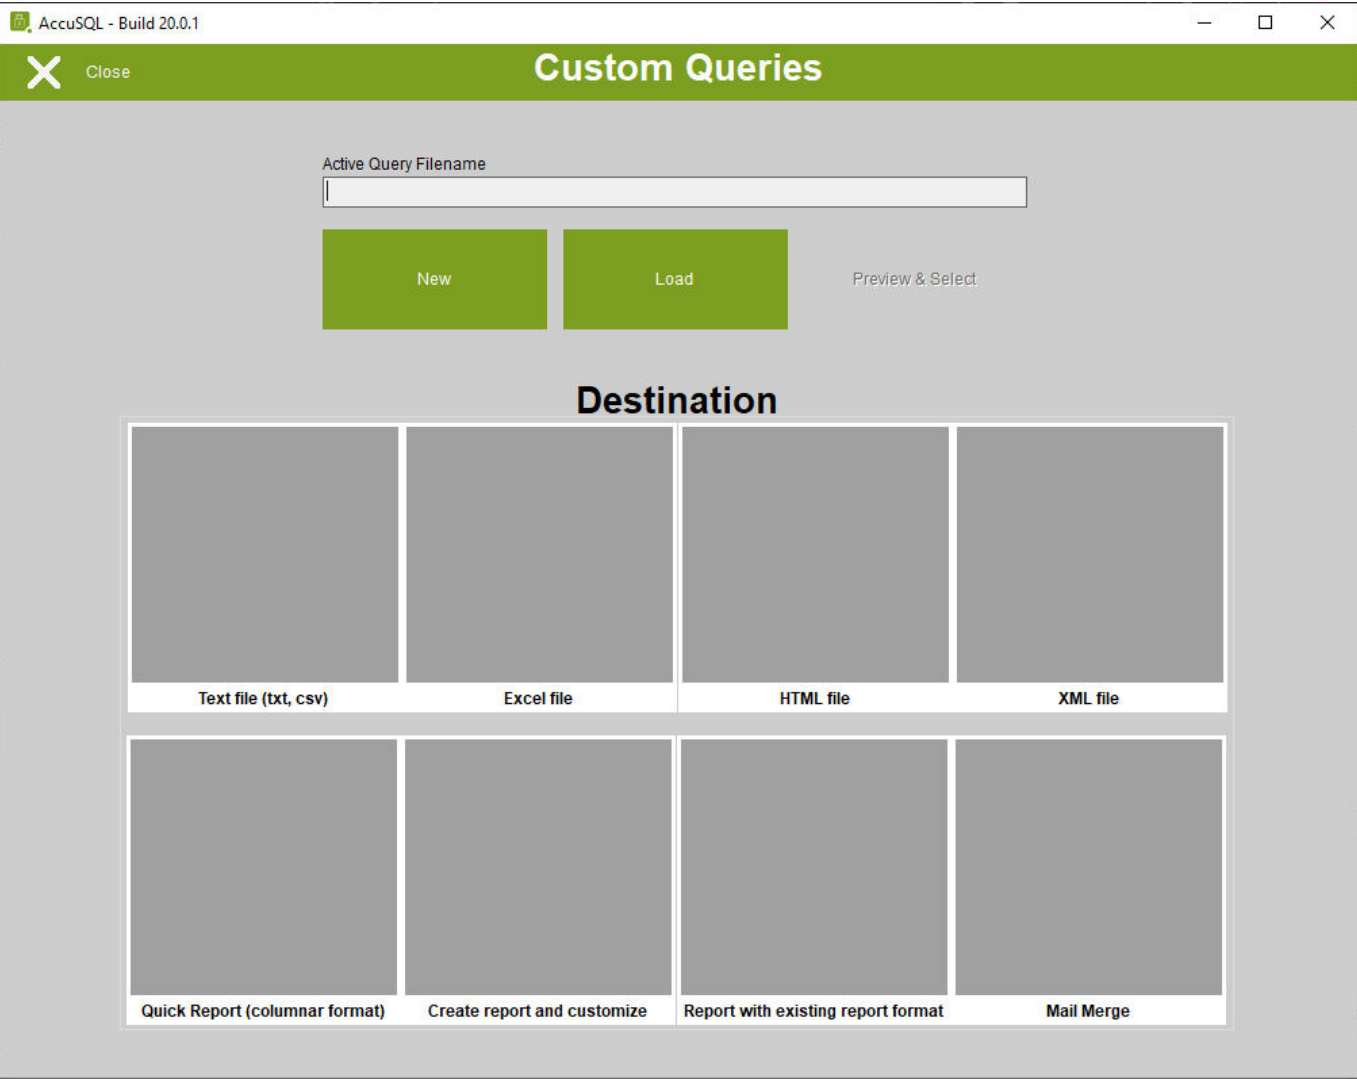 AccuSQL - Build 20.0.1
Close
Custom Queries
Active Query Filename
New
Load
Preview & Select
Destination
Text file (txt, csv)
Excel file
HTML file
XML file
Quick Report (columnar format)
Create report and customize
Report with existing report format
Mail Merge